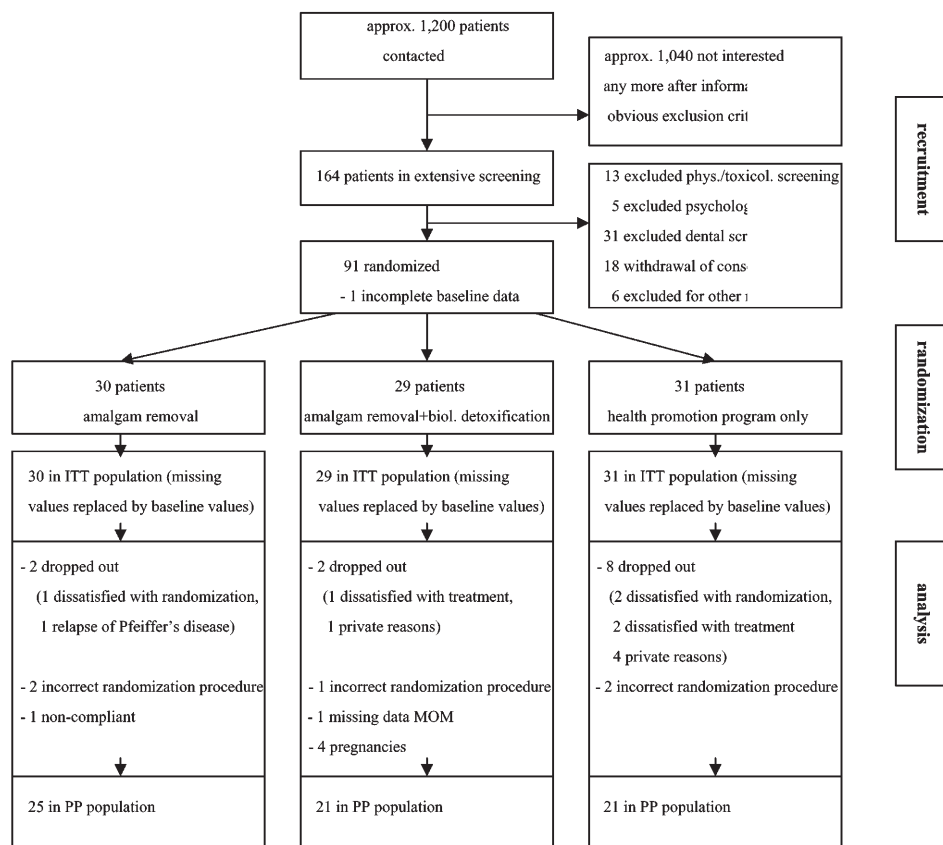 approx. 1,200 patients
contacted
approx. 1,040 not interested
any more after
obvious exclusion
recruitment
164 patients in extensive screening
13 excluded phys./toxicol. screening
5 excluded
31 excluded dental
18 withdrawal of
6 excluded for other
91 randomized
- 1 incomplete baseline data
randomization
30 patients
amalgam removal
29 patients
amalgam removal+biol. detoxification
31 patients
health promotion program only
30 in ITT population (missing
values replaced by baseline values)
29 in ITT population (missing
values replaced by baseline values)
31 in ITT population (missing
values replaced by baseline values)
analysis
- 2 dropped out
(1 dissatisfied with randomization,
1 relapse of Pfeiffer's disease)
- 2 incorrect randomization procedure
- 1 non-compliant
- 2 dropped out
(1 dissatisfied with treatment,
1 private reasons)
- 1 incorrect randomization procedure
- 1 missing data MOM
- 4 pregnancies
- 8 dropped out
(2 dissatisfied with randomization,
2 dissatisfied with treatment
4 private reasons)
- 2 incorrect randomization procedure
25 in PP population
21 in PP population
21 in PP population